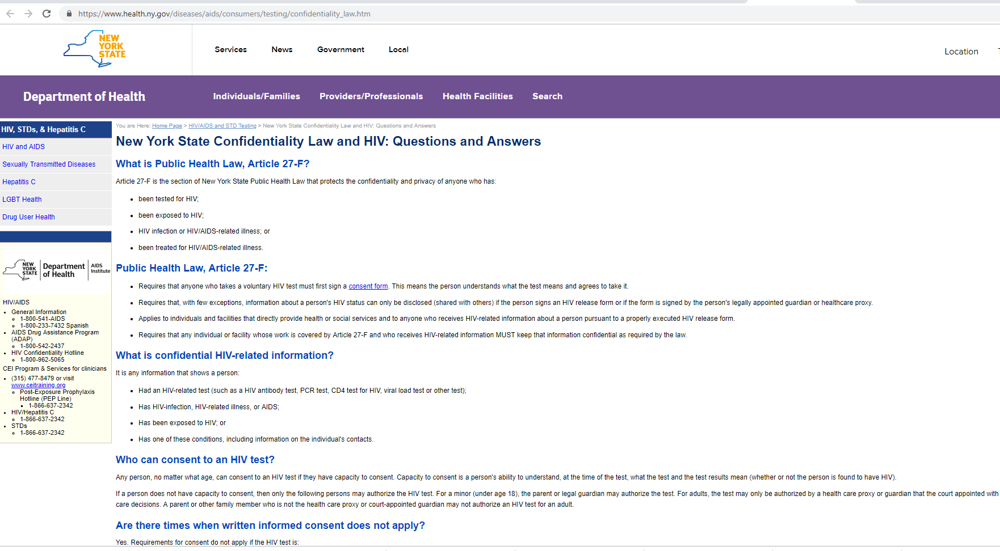 https://www.health.ny.gov/diseases/aids/consumers/testing/confidentiality_law.htm
NEW
YORK
STATE
Services News Government Local
Location
Department of Health
Individuals/Families Providers/Professionals Health Facilities Search
HIV, STDs, & Hepatitis C
HIV and AIDS
Sexually Transmitted Diseases
Hepatitis C
LGBT Health
Drug User Health
NEW
YORK
STATE
Department
of Health
AIDS
Institute
HIV/AIDS
General Information
1-800-541-AIDS
1-800-233-7432 Spanish
AIDS Drug Assistance Program
(ADAP)
1-800-542-2437
HIV Confidentiality Hotline
1-800-962-5065
CEI Program & Services for clinicians
(315) 477-8479 or visit
www.ceitraining.org
Post-Exposure Prophylaxis
Hotline (PEP Line)
1-866-637-2342
HIV/Hepatitis C
1-866-637-2342
STDs
1-866-637-2342
You are Here: Home Page > HIV/AIDS and STD Testing > New York State Confidentiality Law and HIV: Questions and Answers
New York State Confidentiality Law and HIV: Questions and Answers
What is Public Health Law, Article 27-F?
Article 27-F is the section of New York State Public Health Law that protects the confidentiality and privacy of anyone who has:
been tested for HIV;
been exposed to HIV;
HIV infection or HIV/AIDS-related illness; or
been treated for HIV/AIDS-related illness.
Public Health Law, Article 27-F:
Requires that anyone who takes a voluntary HIV test must first sign a consent form. This means the person understands what the test means and agrees to take it.
Requires that, with few exceptions, information about a person's HIV status can only be disclosed (shared with others) if the person signs an HIV release form or if the form is signed by the person's legally appointed guardian or healthcare proxy.
Applies to individuals and facilities that directly provide health or social services and to anyone who receives HIV-related information about a person pursuant to a properly executed HIV release form.
Requires that any individual or facility whose work is covered by Article 27-F and who receives HIV-related information MUST keep that information confidential as required by the law.
What is confidential HIV-related information?
It is any information that shows a person:
Had an HIV-related test (such as a HIV antibody test, PCR test, CD4 test for HIV, viral load test or other test);
Has HIV-infection, HIV-related illness, or AIDS;
Has been exposed to HIV; or
Has one of these conditions, including information on the individual's contacts.
Who can consent to an HIV test?
Any person, no matter what age, can consent to an HIV test if they have capacity to consent. Capacity to consent is a person's ability to understand, at the time of the test, what the test and the test results mean (whether or not the person is found to have HIV).
If a person does not have capacity to consent, then only the following persons may authorize the HIV test. For a minor (under age 18), the parent or legal guardian may authorize the test. For adults, the test may only be authorized by a health care proxy or guardian that the court appointed with
care decisions. A parent or other family member who is not the health care proxy or court-appointed guardian may not authorize an HIV test for an adult.
Are there times when written informed consent does not apply?
Yes. Requirements for consent do not apply if the HIV test is: